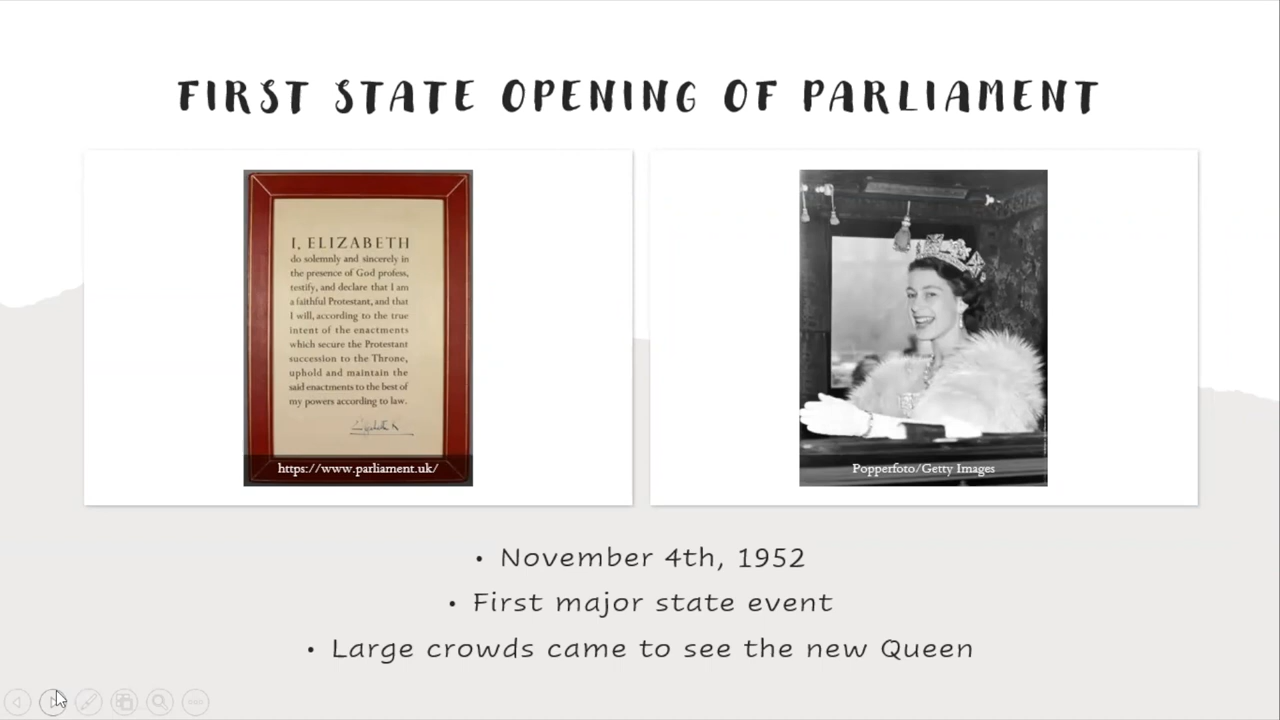 FIRST STATE OPENING OF PARLIAMENT
I, ELIZABETH
do solemnly and sincerely in
the presence of God profess,
testify, and declare that I am
a faithful Protestant, and that
I will, according to the true
intent of the enactments
which secure the Protestant
succession to the Throne,
uphold and maintain the
said enactments to the best of
my powers according to law.
Elizabeth R
https://www.parliament.uk/
Popperfoto/Getty Images
• November 4th, 1952
• First major state event
• Large crowds came to see the new Queen